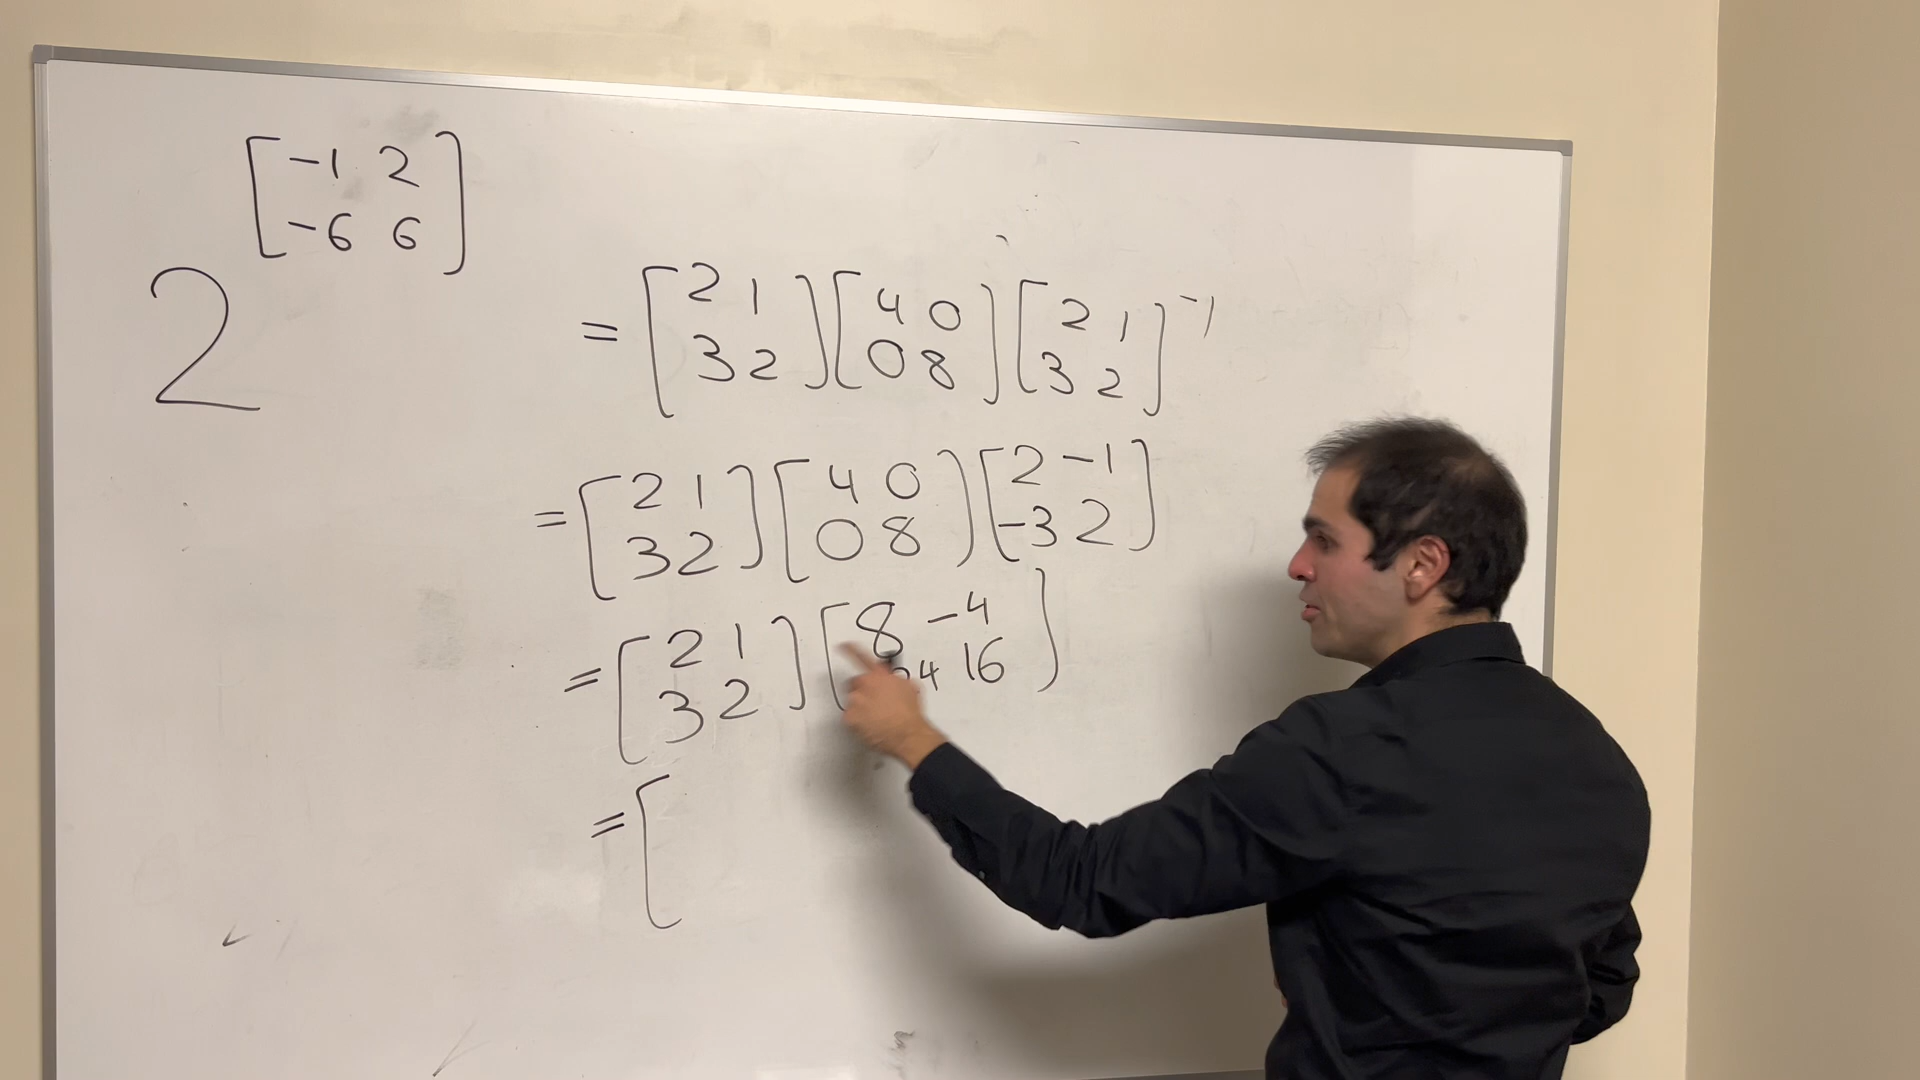 2^[-1 2; -6 6]
= [2 1; 3 2] [4 0; 0 8] [2 1; 3 2]^-1
= [2 1; 3 2] [4 0; 0 8] [2 -1; -3 2]
= [2 1; 3 2] [8 -4; 4 16]
= [